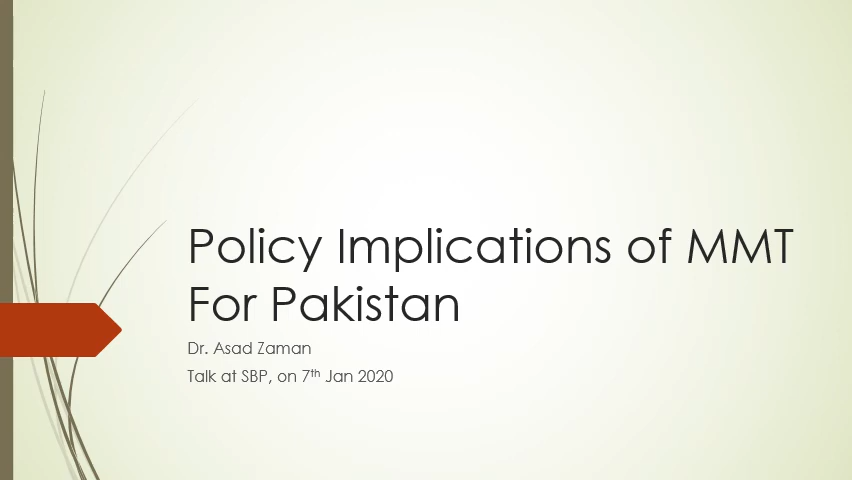 Policy Implications of MMT
For Pakistan
Dr. Asad Zaman
Talk at SBP, on 7th Jan 2020